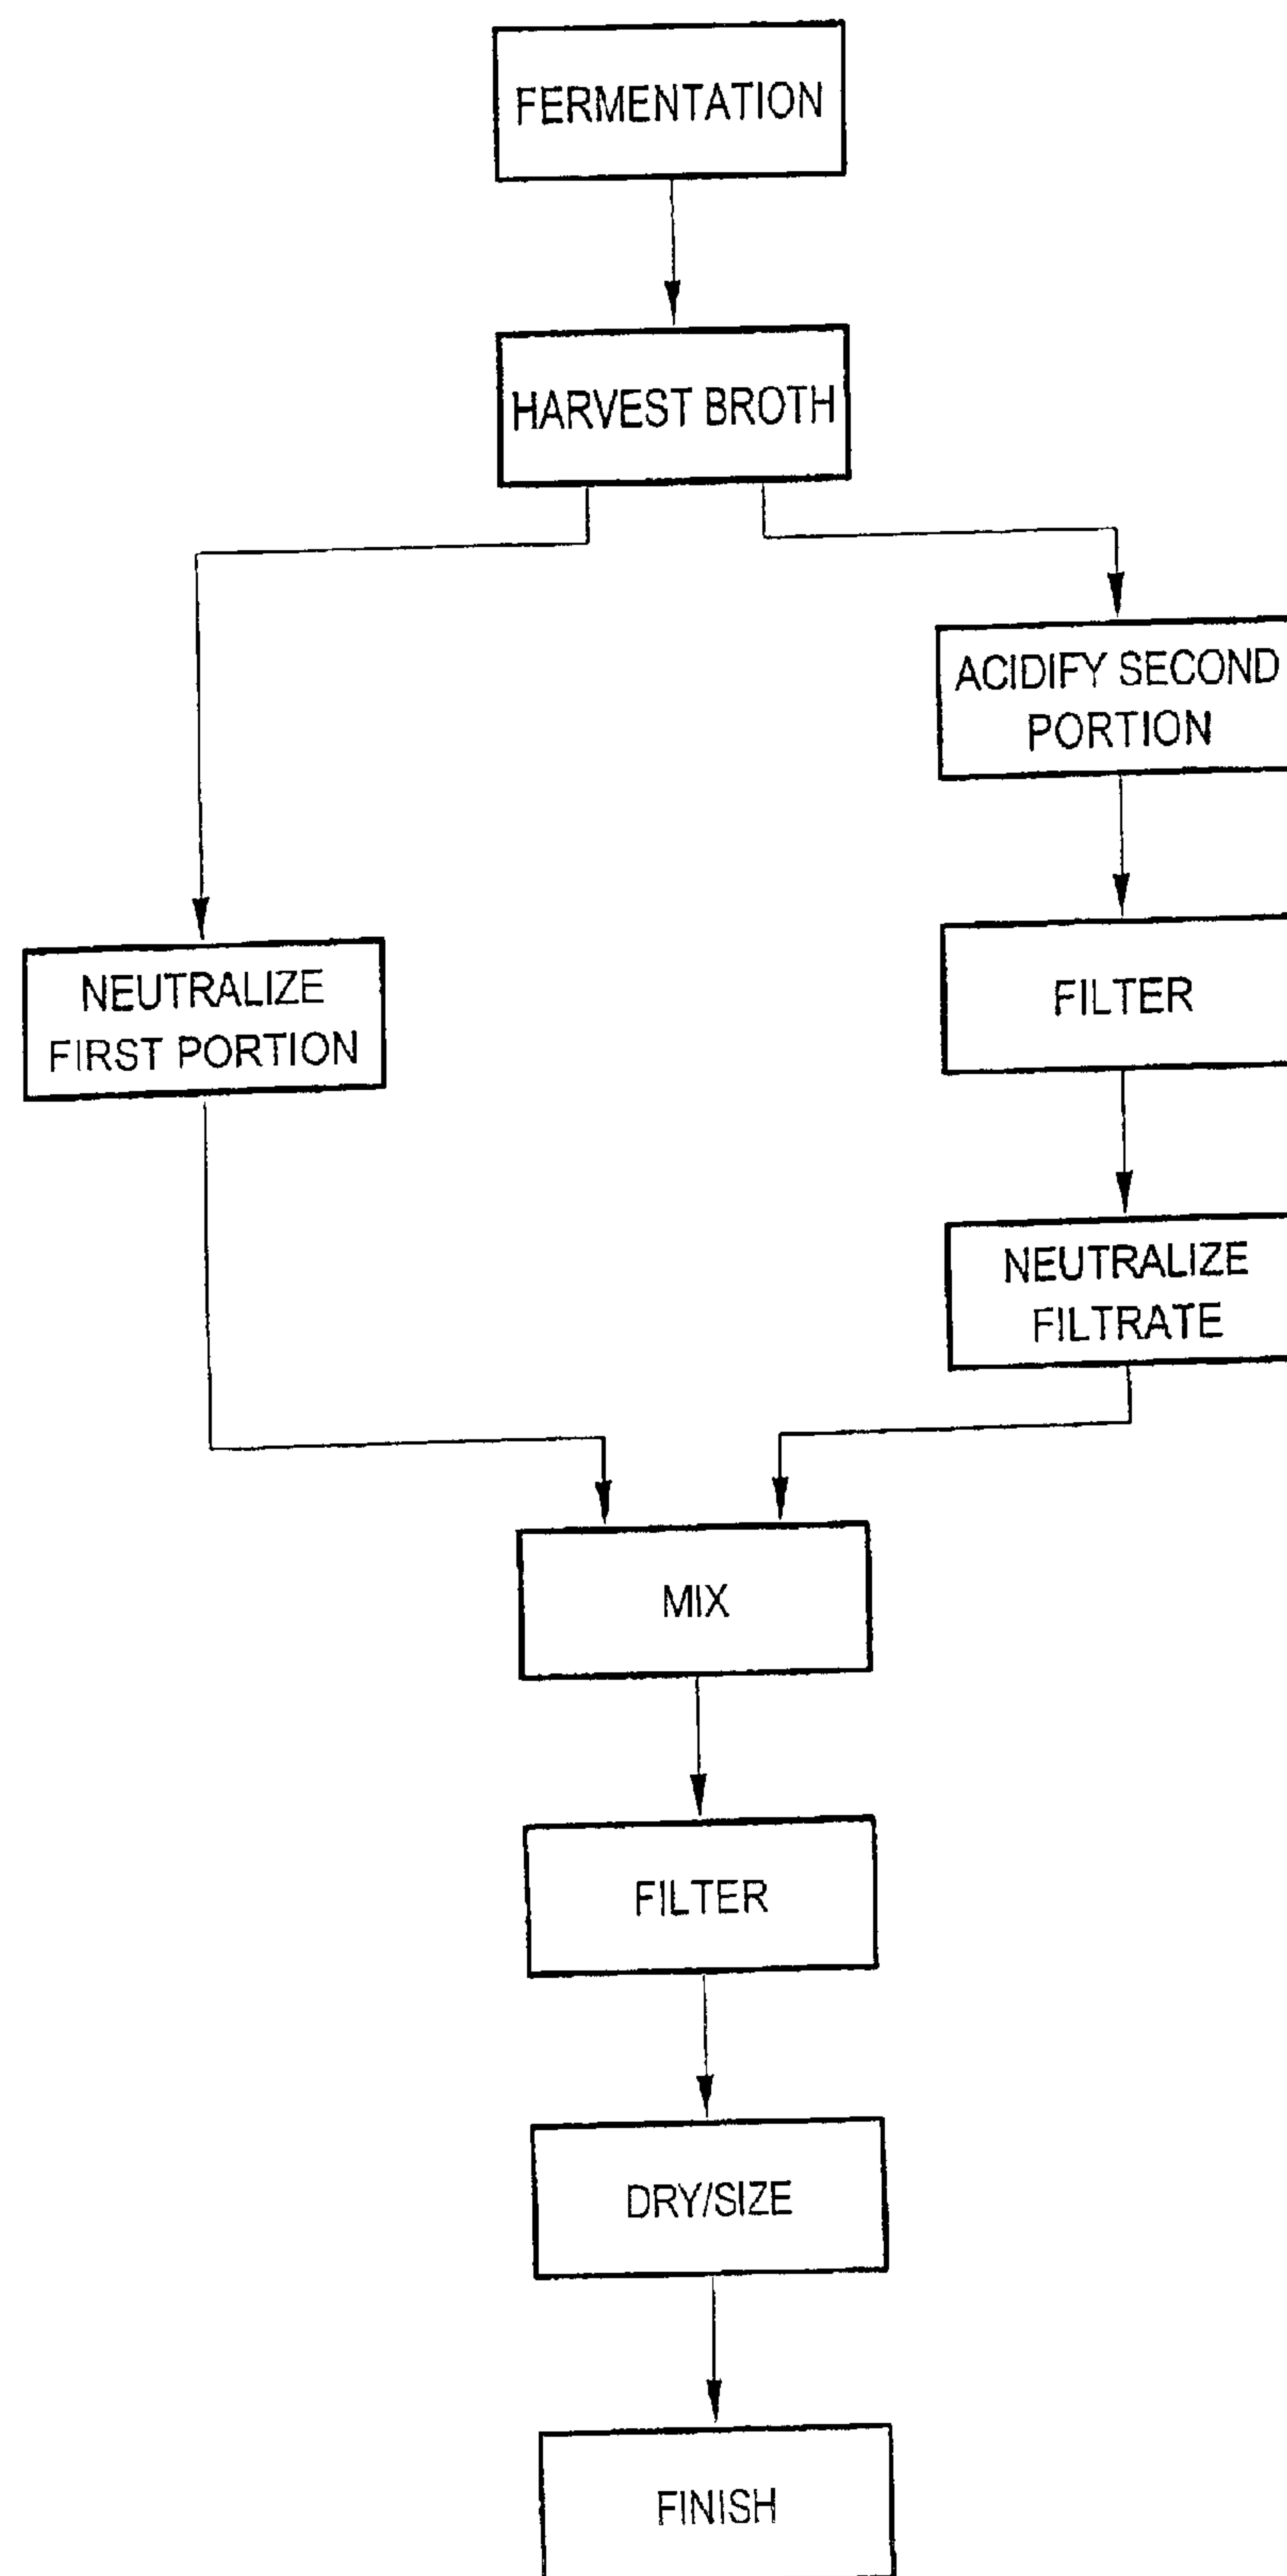 FERMENTATION
HARVEST BROTH
ACIDIFY SECOND
PORTION
NEUTRALIZE
FIRST PORTION
FILTER
NEUTRALIZE
FILTRATE
MIX
FILTER
DRY/SIZE
FINISH